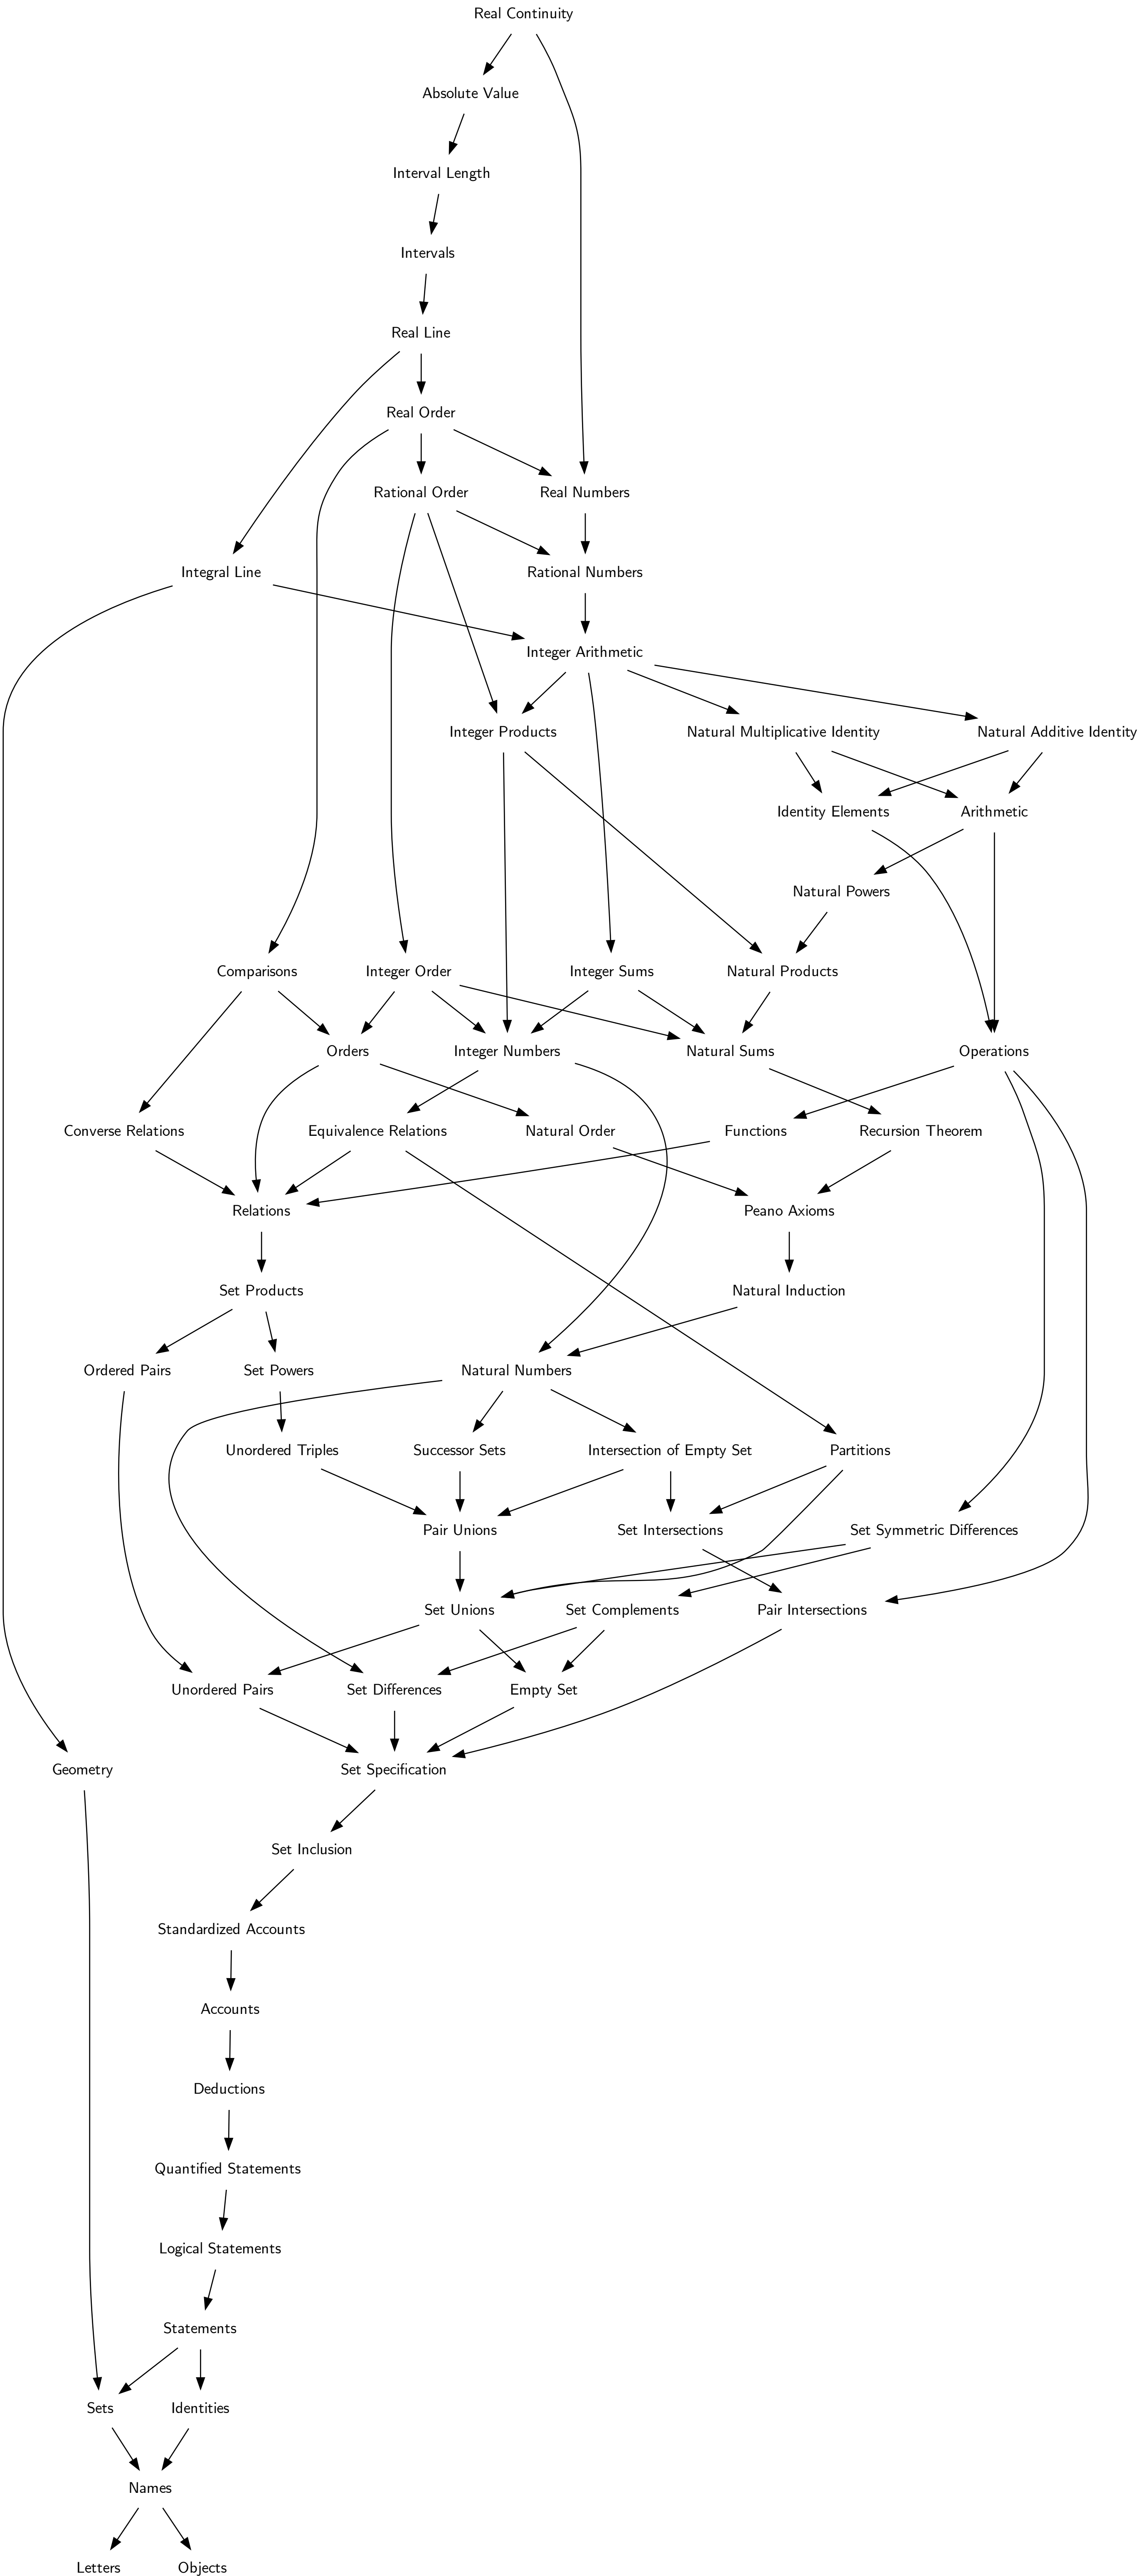 Real Continuity
Absolute Value
Interval Length
Intervals
Real Line
Real Order
Rational Order
Real Numbers
Integral Line
Rational Numbers
Integer Arithmetic
Integer Products
Natural Multiplicative Identity
Natural Additive Identity
Identity Elements
Arithmetic
Natural Powers
Comparisons
Integer Order
Integer Sums
Natural Products
Orders
Integer Numbers
Natural Sums
Operations
Converse Relations
Equivalence Relations
Natural Order
Functions
Recursion Theorem
Relations
Peano Axioms
Set Products
Natural Induction
Ordered Pairs
Set Powers
Natural Numbers
Unordered Triples
Successor Sets
Intersection of Empty Set
Partitions
Pair Unions
Set Intersections
Set Symmetric Differences
Set Unions
Set Complements
Pair Intersections
Unordered Pairs
Set Differences
Empty Set
Geometry
Set Specification
Set Inclusion
Standardized Accounts
Accounts
Deductions
Quantified Statements
Logical Statements
Statements
Sets
Identities
Names
Letters
Objects